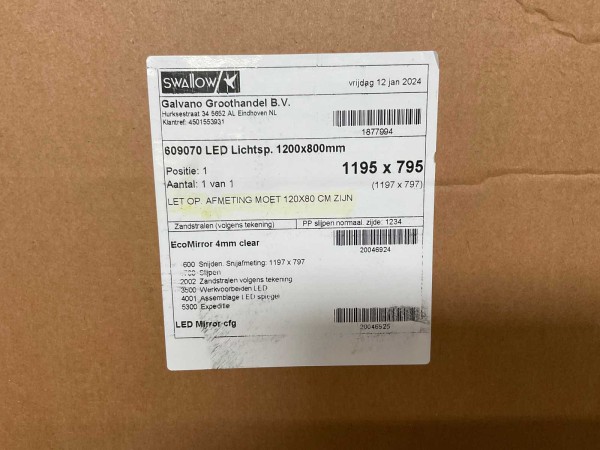 SWALLOW
vrijdag 12 jan 2024
Galvano Groothandel B.V.
Hurksestraat 34 5652 AL Eindhoven NL
Klantref: 4501553931
1877994
609070 LED Lichtsp. 1200x800mm
Positie: 1
1195 x 795
Aantal: 1 van 1
(1197 x 797)
LET OP. AFMETING MOET 120X80 CM ZIJN
Zandstralen (volgens tekening)
PP slijpen normaal, zijde: 1234
EcoMirror 4mm clear
20046924
600 Snijden. Snijafmeting: 1197 x 797
Slijpen
2002 Zandstralen volgens tekening
3500 Werkvoorbeiden LED
4001 Assemblage LED spiegel
5300 Expeditie
LED Mirror cfg
20046925